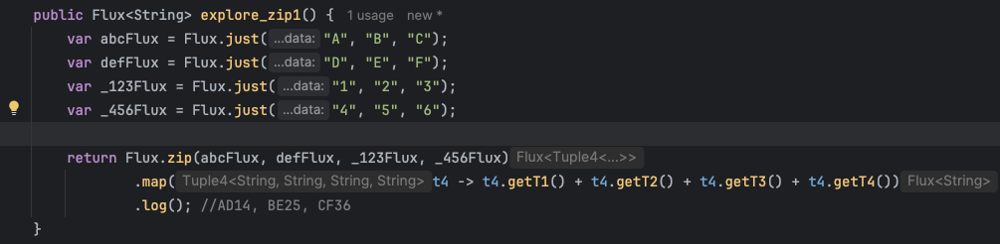 public Flux<String> explore_zip1() { 1 usage new *
var abcFlux = Flux.just( ...data: "A", "B", "C");
var defFlux = Flux.just( ...data: "D", "E", "F");
var _123Flux = Flux.just( ...data: "1", "2", "3");
var _456Flux = Flux.just( ...data: "4", "5", "6");
return Flux.zip(abcFlux, defFlux, _123Flux, _456Flux) Flux<Tuple4<...>>
.map( Tuple4<String, String, String, String> t4 -> t4.getT1() + t4.getT2() + t4.getT3() + t4.getT4()) Flux<String>
.log(); //AD14, BE25, CF36
}